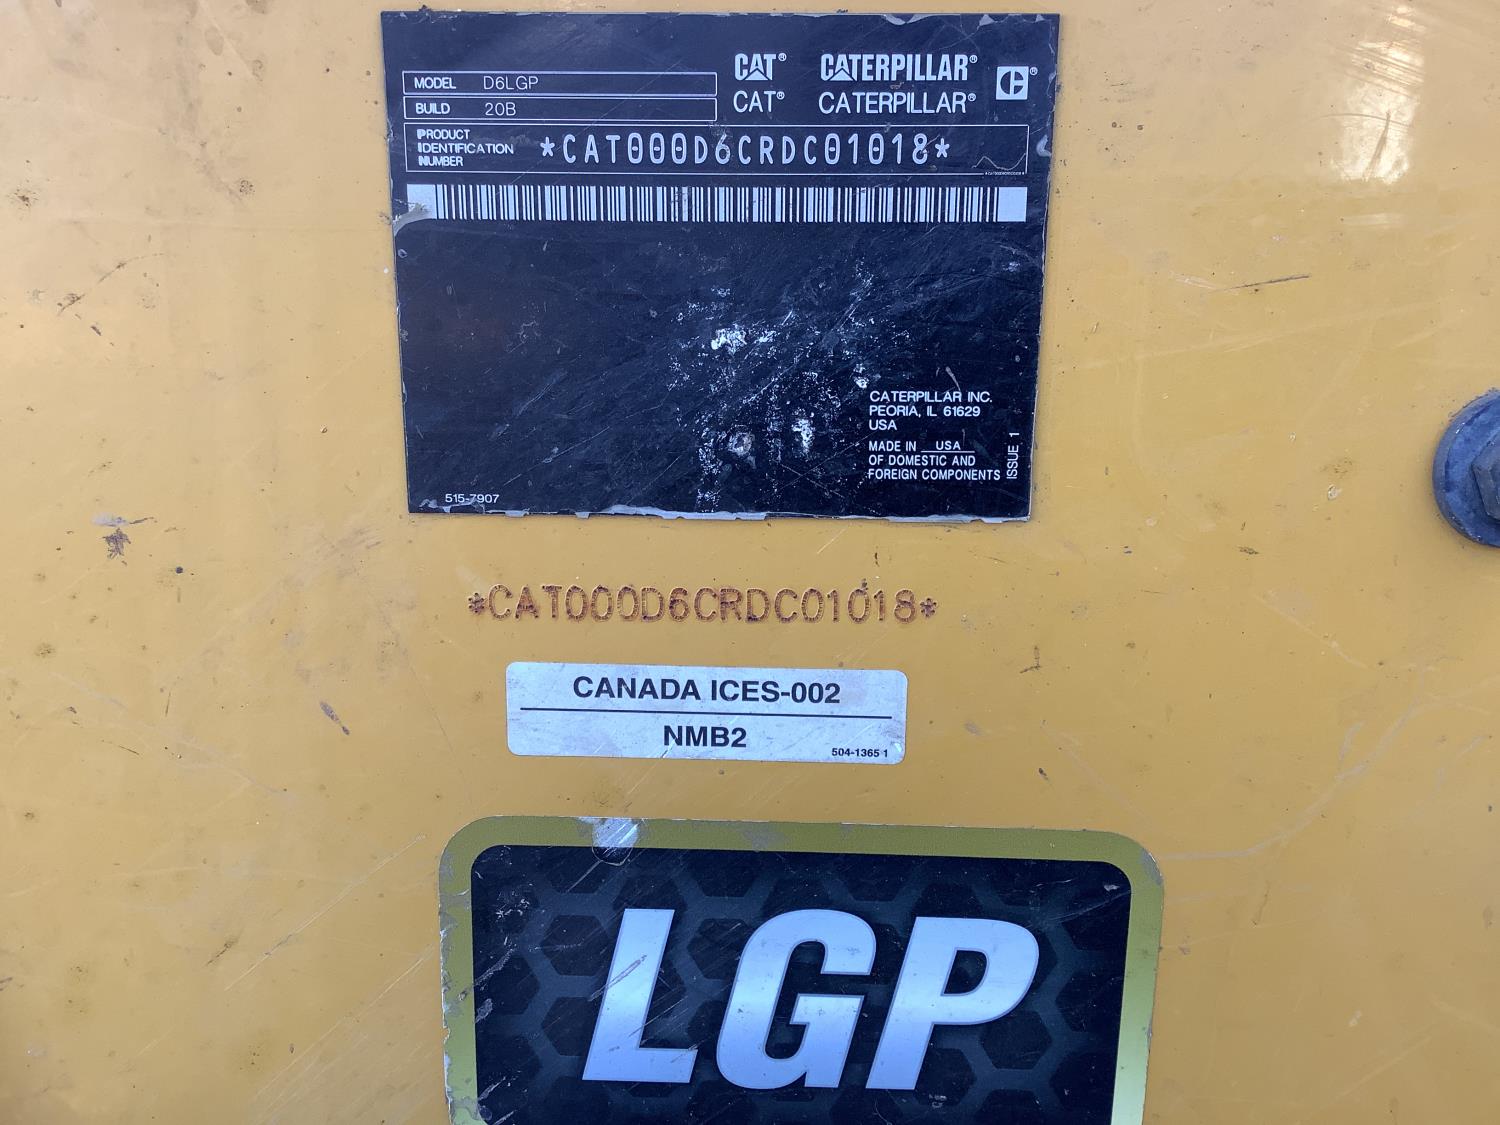 CAT® CATERPILLAR®
MODEL D6LGP
CAT® CATERPILLAR® ®
BUILD 20B
PRODUCT IDENTIFICATION NUMBER *CAT000D6CRDC01018*
CATERPILLAR INC.
PEORIA, IL 61629
USA
MADE IN USA
OF DOMESTIC AND
FOREIGN COMPONENTS
ISSUE 1
515-7907
*CAT000D6CRDC01018*
CANADA ICES-002
NMB2
504-1365 1
LGP